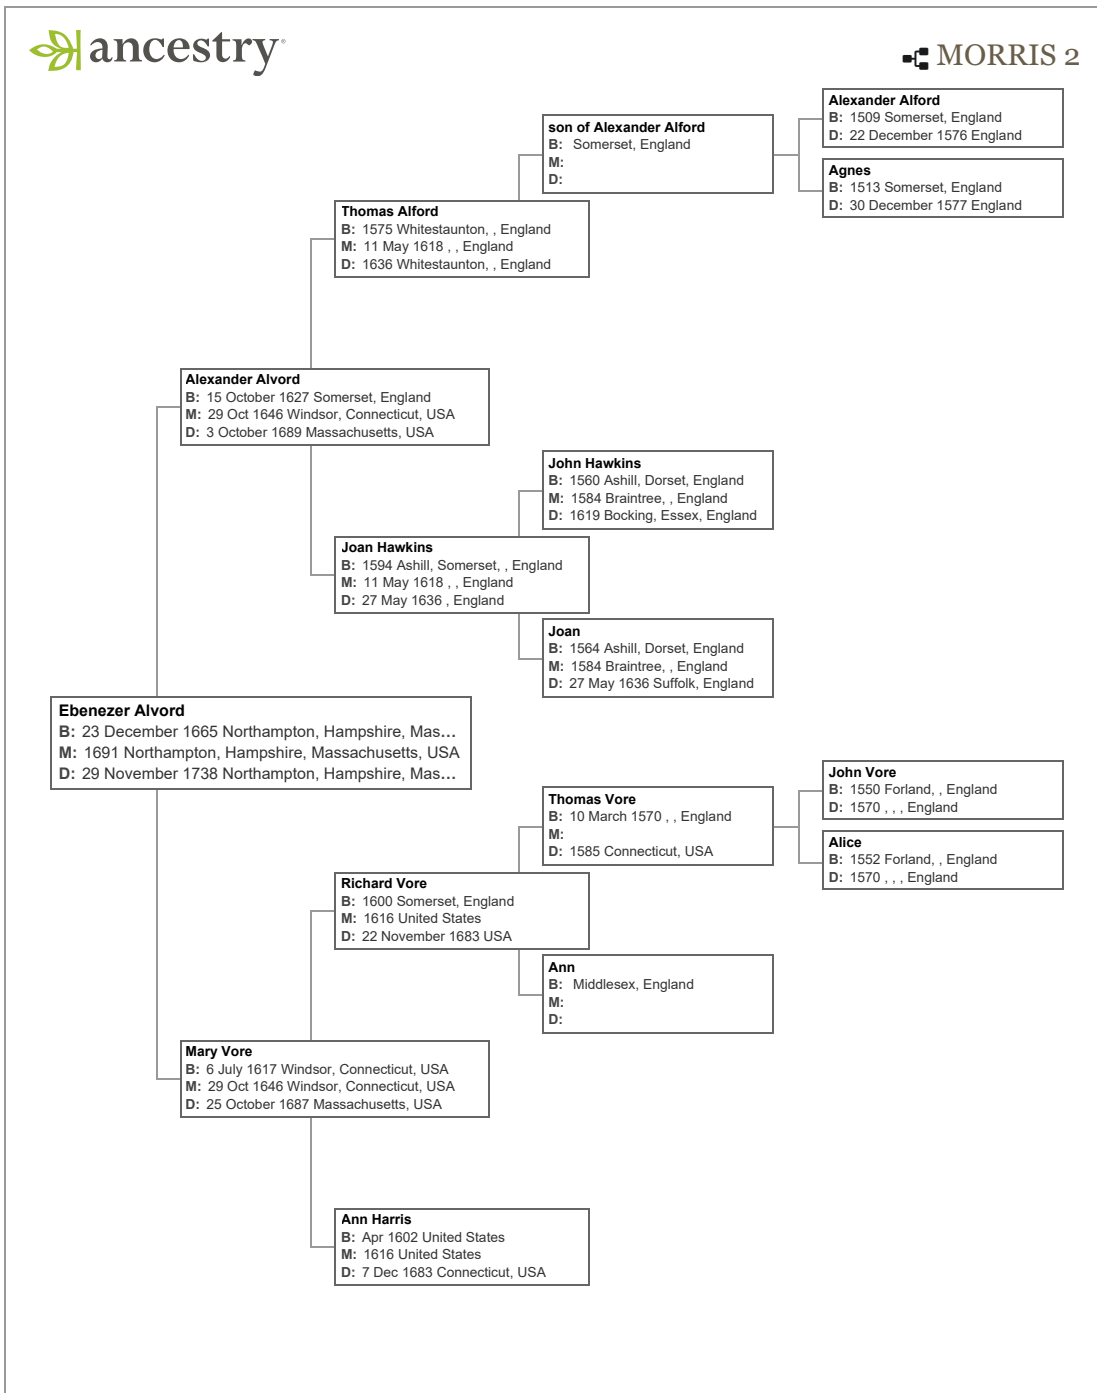 ancestry
MORRIS 2
Alexander Alford
B: 1509 Somerset, England
D: 22 December 1576 England
son of Alexander Alford
B: Somerset, England
M:
D:
Agnes
B: 1513 Somerset, England
D: 30 December 1577 England
Thomas Alford
B: 1575 Whitestaunton, , England
M: 11 May 1618 , , England
D: 1636 Whitestaunton, , England
Alexander Alvord
B: 15 October 1627 Somerset, England
M: 29 Oct 1646 Windsor, Connecticut, USA
D: 3 October 1689 Massachusetts, USA
John Hawkins
B: 1560 Ashill, Dorset, England
M: 1584 Braintree, , England
D: 1619 Bocking, Essex, England
Joan Hawkins
B: 1594 Ashill, Somerset, , England
M: 11 May 1618 , , England
D: 27 May 1636 , England
Joan
B: 1564 Ashill, Dorset, England
M: 1584 Braintree, , England
D: 27 May 1636 Suffolk, England
Ebenezer Alvord
B: 23 December 1665 Northampton, Hampshire, Mas...
M: 1691 Northampton, Hampshire, Massachusetts, USA
D: 29 November 1738 Northampton, Hampshire, Mas...
John Vore
B: 1550 Forland, , England
D: 1570 , , , England
Thomas Vore
B: 10 March 1570 , , England
M:
D: 1585 Connecticut, USA
Alice
B: 1552 Forland, , England
D: 1570 , , , England
Richard Vore
B: 1600 Somerset, England
M: 1616 United States
D: 22 November 1683 USA
Ann
B: Middlesex, England
M:
D:
Mary Vore
B: 6 July 1617 Windsor, Connecticut, USA
M: 29 Oct 1646 Windsor, Connecticut, USA
D: 25 October 1687 Massachusetts, USA
Ann Harris
B: Apr 1602 United States
M: 1616 United States
D: 7 Dec 1683 Connecticut, USA